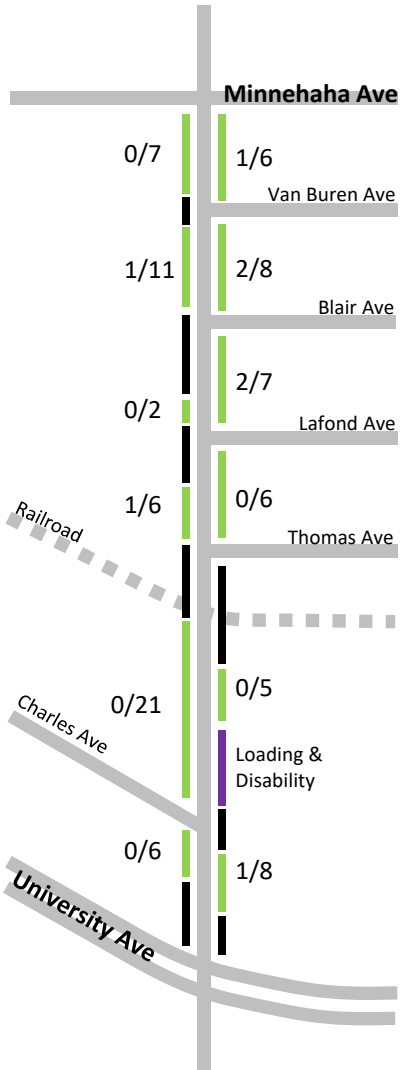 Minnehaha Ave
0/7
1/6
Van Buren Ave
1/11
2/8
Blair Ave
2/7
0/2
Lafond Ave
1/6
0/6
Railroad
Thomas Ave
0/5
0/21
Charles Ave
Loading &
Disability
0/6
1/8
University Ave